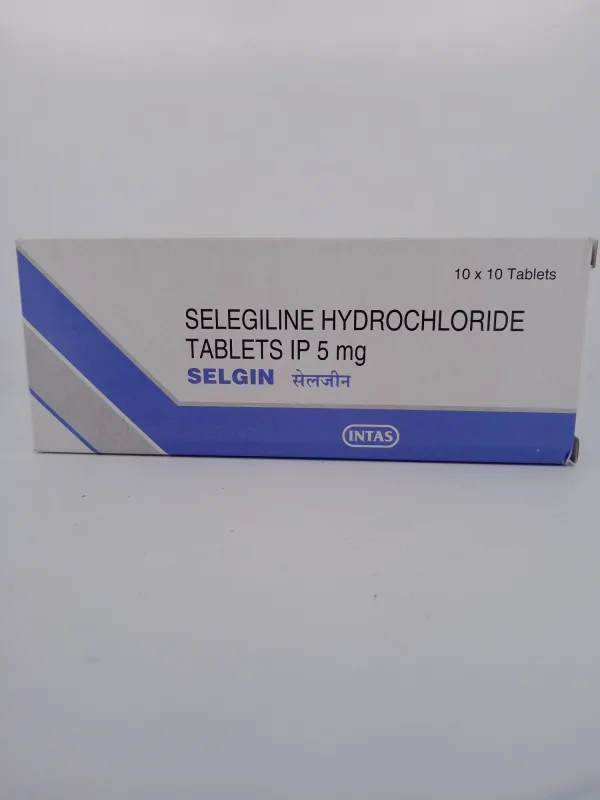 10 x 10 Tablets
SELEGILINE HYDROCHLORIDE
TABLETS IP 5 mg
SELGIN सेलजीन
INTAS